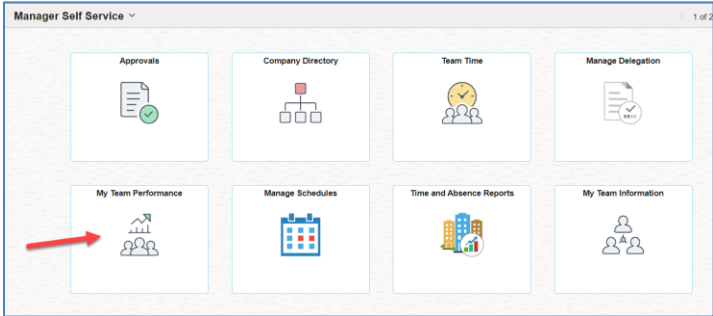 Manager Self Service
1 of 2
Approvals
Company Directory
Team Time
Manage Delegation
My Team Performance
Manage Schedules
Time and Absence Reports
My Team Information